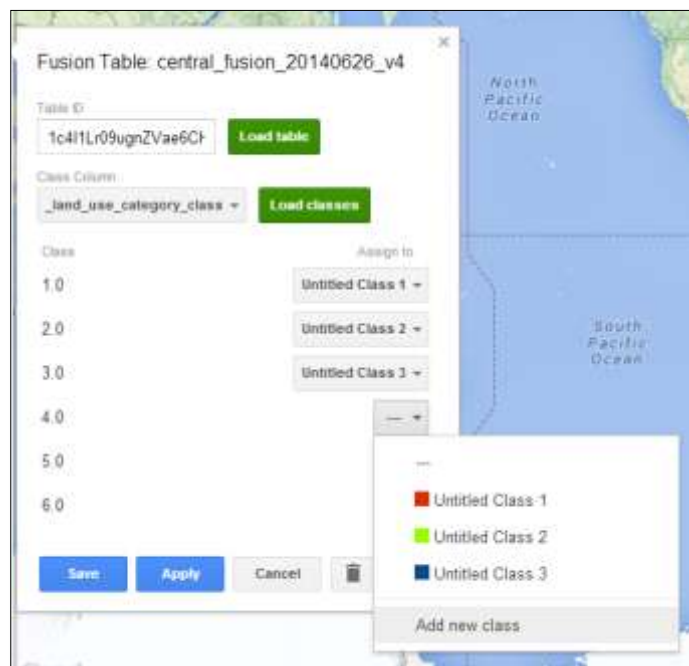 Fusion Table: central_fusion_20140626_v4
Table ID
Load table
Class Column
_land_use_category_class
Load classes
Class
Assign to
1.0
Untitled Class 1
2.0
Untitled Class 2
3.0
Untitled Class 3
4.0
---
5.0
---
6.0
Untitled Class 1
Untitled Class 2
Untitled Class 3
Save
Apply
Cancel
Add new class
North
Pacific
Ocean
South
Pacific
Ocean